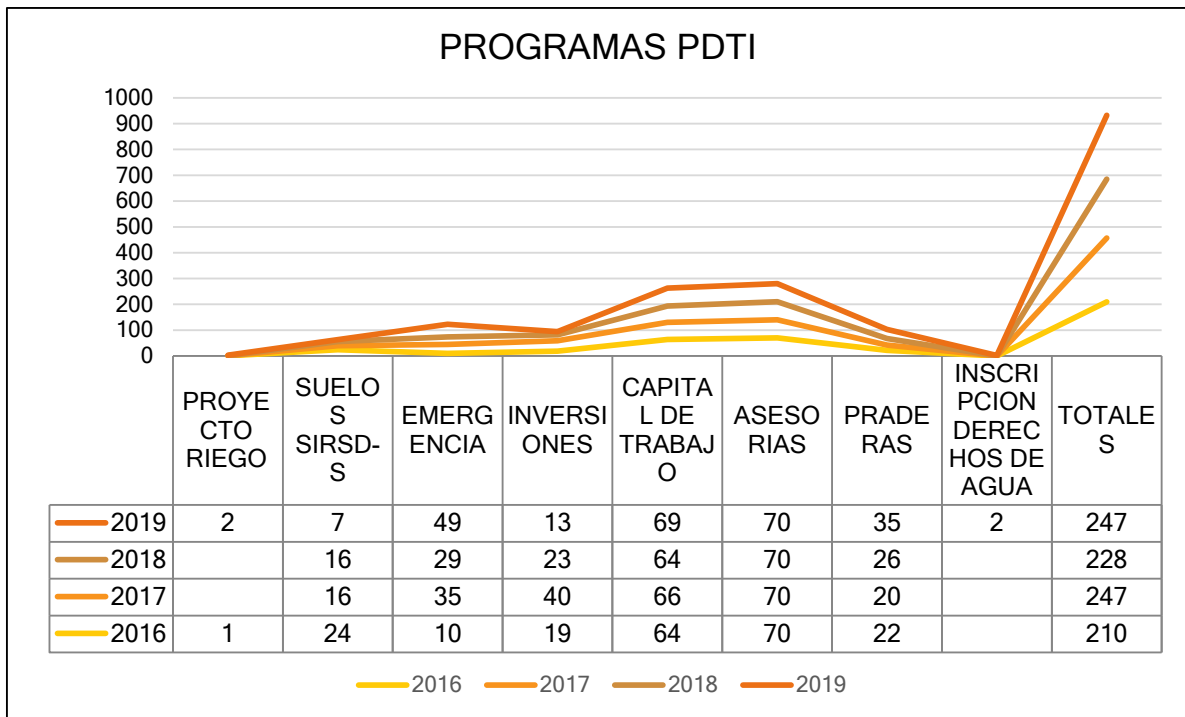 PROGRAMAS PDTI
1000
900
800
700
600
500
400
300
200
100
0
PROYE
CTO
RIEGO
SUELO
S
SIRSD-
S
EMERG
ENCIA
INVERSI
ONES
CAPITA
L DE
TRABAJ
O
ASESO
RIAS
PRADE
RAS
INSCRI
PCION
DERECH
OS DE
AGUA
TOTALE
S
2019 2 7 49 13 69 70 35 2 247
2018 16 29 23 64 70 26 228
2017 16 35 40 66 70 20 247
2016 1 24 10 19 64 70 22 210
2016 2017 2018 2019